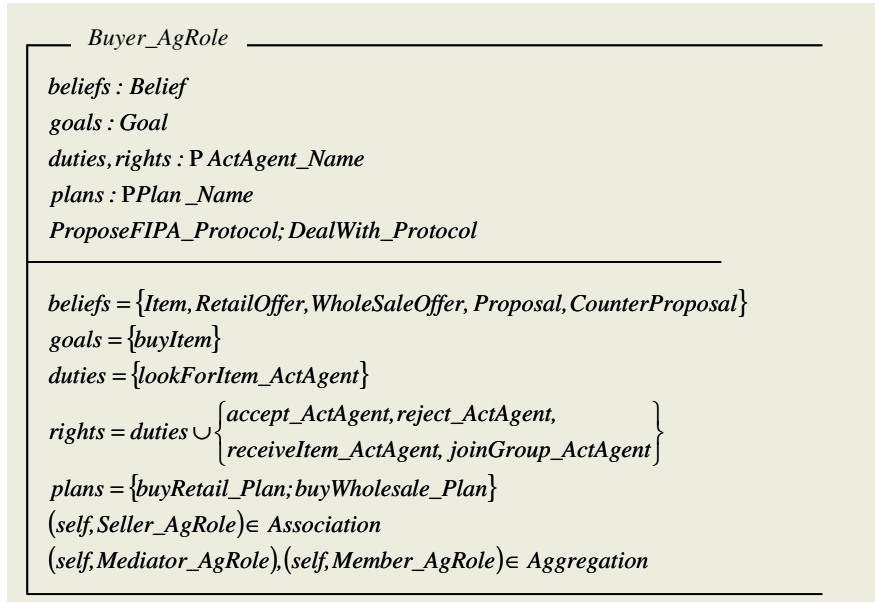 Buyer_AgRole
beliefs : Belief
goals : Goal
duties, rights : P ActAgent_Name
plans : PPlan _Name
ProposeFIPA_Protocol; DealWith_Protocol
beliefs = {Item, RetailOffer, WholeSaleOffer, Proposal, CounterProposal}
goals = {buyItem}
duties = {lookForItem_ActAgent}
rights = duties ∪ {accept_ActAgent, reject_ActAgent,
receiveItem_ActAgent, joinGroup_ActAgent}
plans = {buyRetail_Plan; buyWholesale_Plan}
(self, Seller_AgRole) ∈ Association
(self, Mediator_AgRole), (self, Member_AgRole) ∈ Aggregation